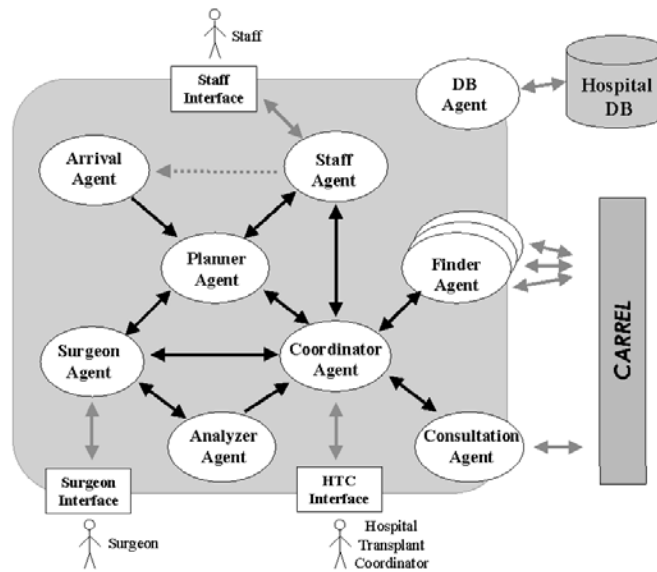 Staff
Staff
Interface
DB
Agent
Hospital
DB
Arrival
Agent
Staff
Agent
Planner
Agent
Finder
Agent
Surgeon
Agent
Coordinator
Agent
CARREL
Analyzer
Agent
Consultation
Agent
Surgeon
Interface
HTC
Interface
Surgeon
Hospital
Transplant
Coordinator